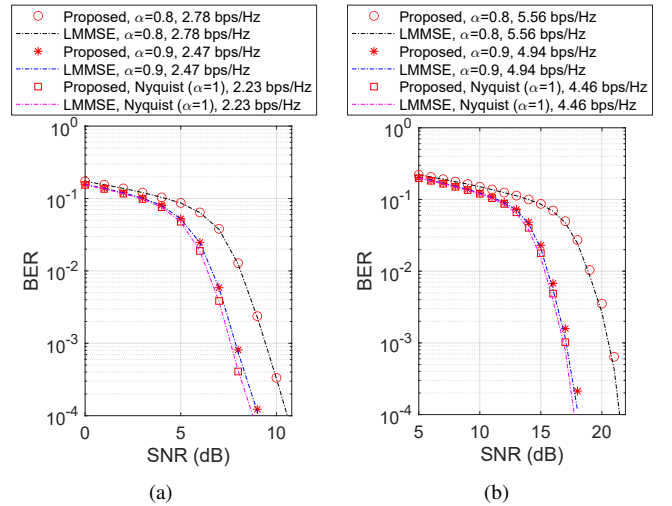 Proposed, α=0.8, 2.78 bps/Hz
LMMSE, α=0.8, 2.78 bps/Hz
Proposed, α=0.9, 2.47 bps/Hz
LMMSE, α=0.9, 2.47 bps/Hz
Proposed, Nyquist (α=1), 2.23 bps/Hz
LMMSE, Nyquist (α=1), 2.23 bps/Hz
10^0
10^-1
10^-2
10^-3
10^-4
BER
0 5 10
SNR (dB)
(a)
Proposed, α=0.8, 5.56 bps/Hz
LMMSE, α=0.8, 5.56 bps/Hz
Proposed, α=0.9, 4.94 bps/Hz
LMMSE, α=0.9, 4.94 bps/Hz
Proposed, Nyquist (α=1), 4.46 bps/Hz
LMMSE, Nyquist (α=1), 4.46 bps/Hz
10^0
10^-1
10^-2
10^-3
10^-4
BER
5 10 15 20
SNR (dB)
(b)